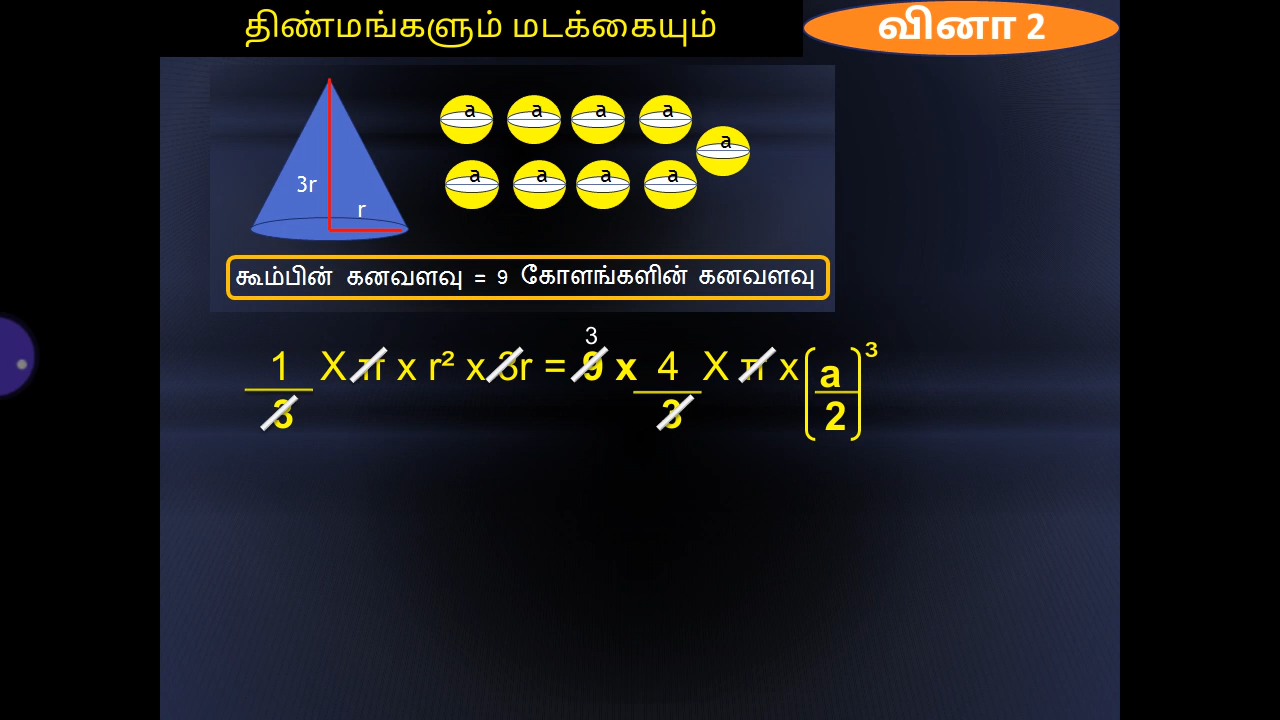 திண்மங்களும் மடக்கையும்
வினா 2
a a a a
a
a a a a
3r
r
கூம்பின் கனவளவு = 9 கோளங்களின் கனவளவு
3
1/3 X π x r² x 3r = 9 x 4/3 X π x (a/2)³